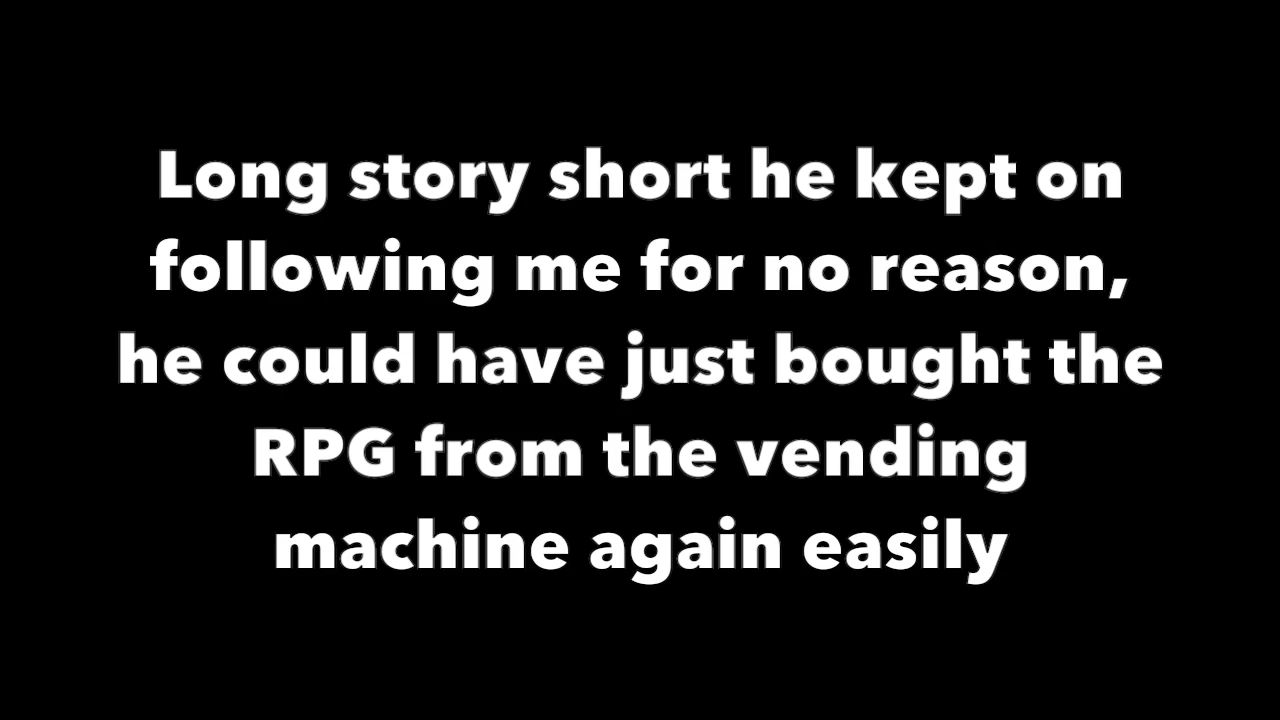 Long story short he kept on
following me for no reason,
he could have just bought the
RPG from the vending
machine again easily